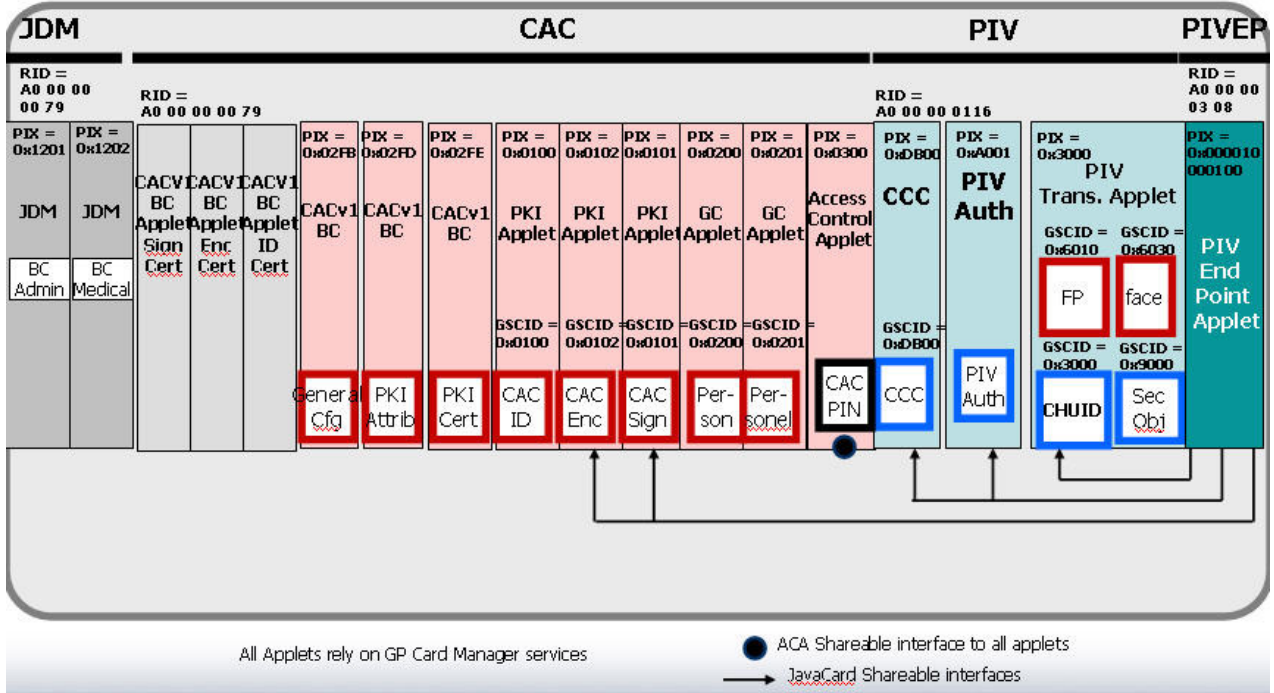 JDM
CAC
PIV
PIVEP
RID =
A0 00 00
00 79
RID =
A0 00 00 00 79
RID =
A0 00 00 0116
RID =
A0 00 00
03 08
PIX =
0x1201
JDM
BC
Admin
PIX =
0x1202
JDM
BC
Medical
CACV1
BC
Applet
Sign
Cert
CACV1
BC
Applet
Enc
Cert
CACV1
BC
Applet
ID
Cert
PIX =
0x02FB
CACv1
BC
General
Cfg
PIX =
0x02FD
CACv1
BC
PKI
Attrib
PIX =
0x02FE
CACv1
BC
PKI
Cert
PIX =
0x0100
PKI
Applet
GSCID =
0x0100
CAC
ID
PIX =
0x0102
PKI
Applet
GSCID =
0x0102
CAC
Enc
PIX =
0x0101
PKI
Applet
GSCID =
0x0101
CAC
Sign
PIX =
0x0200
GC
Applet
GSCID =
0x0200
Per-
son
PIX =
0x0201
GC
Applet
GSCID =
0x0201
Per-
sonel
PIX =
0x0300
Access
Control
Applet
CAC
PIN
PIX =
0xDB00
CCC
GSCID =
0xDB00
CCC
PIX =
0xA001
PIV
Auth
PIV
Auth
PIX =
0x3000
PIV
Trans. Applet
GSCID =
0x6010
FP
GSCID =
0x6030
face
GSCID =
0x3000
CHUID
GSCID =
0x9000
Sec
Obj
PIX =
0x000010
000100
PIV
End
Point
Applet
All Applets rely on GP Card Manager services
ACA Shareable interface to all applets
JavaCard Shareable interfaces